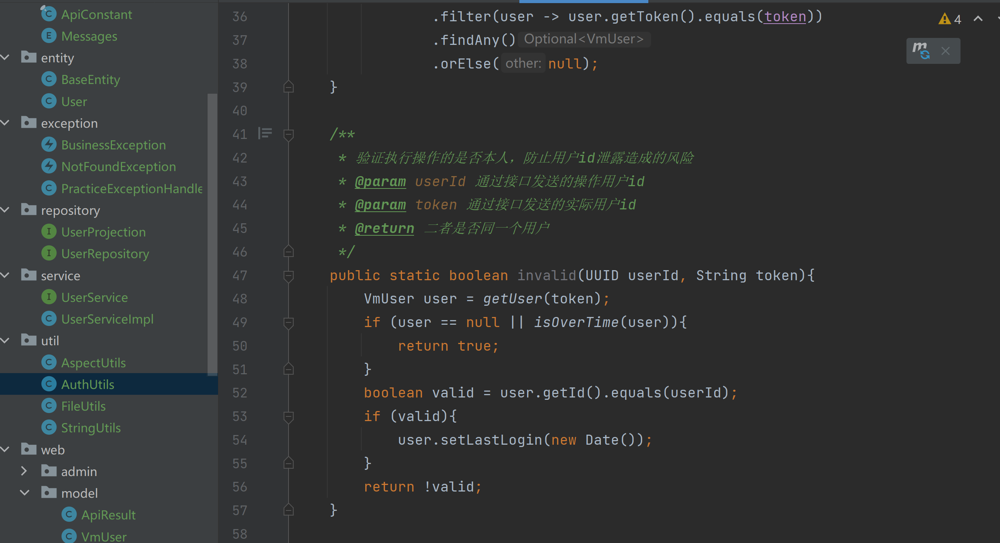 ApiConstant
Messages
entity
BaseEntity
User
exception
BusinessException
NotFoundException
PracticeExceptionHandle
repository
UserProjection
UserRepository
service
UserService
UserServiceImpl
util
AspectUtils
AuthUtils
FileUtils
StringUtils
web
admin
model
ApiResult
VmUser
36 .filter(user -> user.getToken().equals(token))
37 .findAny() Optional<VmUser>
38 .orElse( other: null);
39 }
40
41 /**
42 * 验证执行操作的是否本人，防止用户id泄露造成的风险
43 * @param userId 通过接口发送的操作用户id
44 * @param token 通过接口发送的实际用户id
45 * @return 二者是否同一个用户
46 */
47 public static boolean invalid(UUID userId, String token){
48 VmUser user = getUser(token);
49 if (user == null || isOverTime(user)){
50 return true;
51 }
52 boolean valid = user.getId().equals(userId);
53 if (valid){
54 user.setLastLogin(new Date());
55 }
56 return !valid;
57 }
58
4